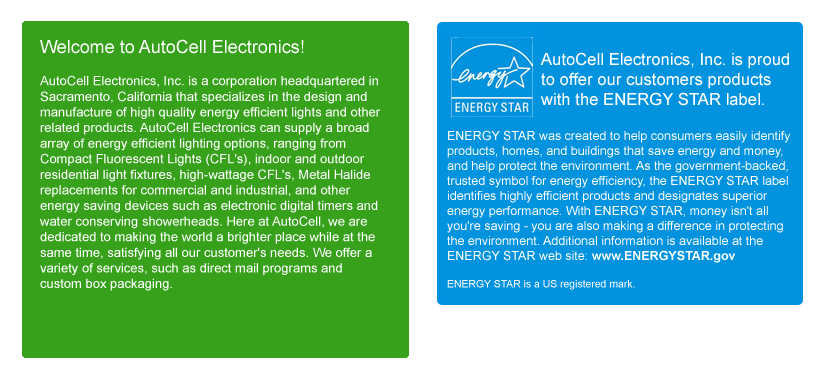 Welcome to AutoCell Electronics!
AutoCell Electronics, Inc. is a corporation headquartered in
Sacramento, California that specializes in the design and
manufacture of high quality energy efficient lights and other
related products. AutoCell Electronics can supply a broad
array of energy efficient lighting options, ranging from
Compact Fluorescent Lights (CFL's), indoor and outdoor
residential light fixtures, high-wattage CFL's, Metal Halide
replacements for commercial and industrial, and other
energy saving devices such as electronic digital timers and
water conserving showerheads. Here at AutoCell, we are
dedicated to making the world a brighter place while at the
same time, satisfying all our customer's needs. We offer a
variety of services, such as direct mail programs and
custom box packaging.
energy
ENERGY STAR
AutoCell Electronics, Inc. is proud
to offer our customers products
with the ENERGY STAR label.
ENERGY STAR was created to help consumers easily identify
products, homes, and buildings that save energy and money,
and help protect the environment. As the government-backed,
trusted symbol for energy efficiency, the ENERGY STAR label
identifies highly efficient products and designates superior
energy performance. With ENERGY STAR, money isn't all
you're saving - you are also making a difference in protecting
the environment. Additional information is available at the
ENERGY STAR web site: www.ENERGYSTAR.gov
ENERGY STAR is a US registered mark.